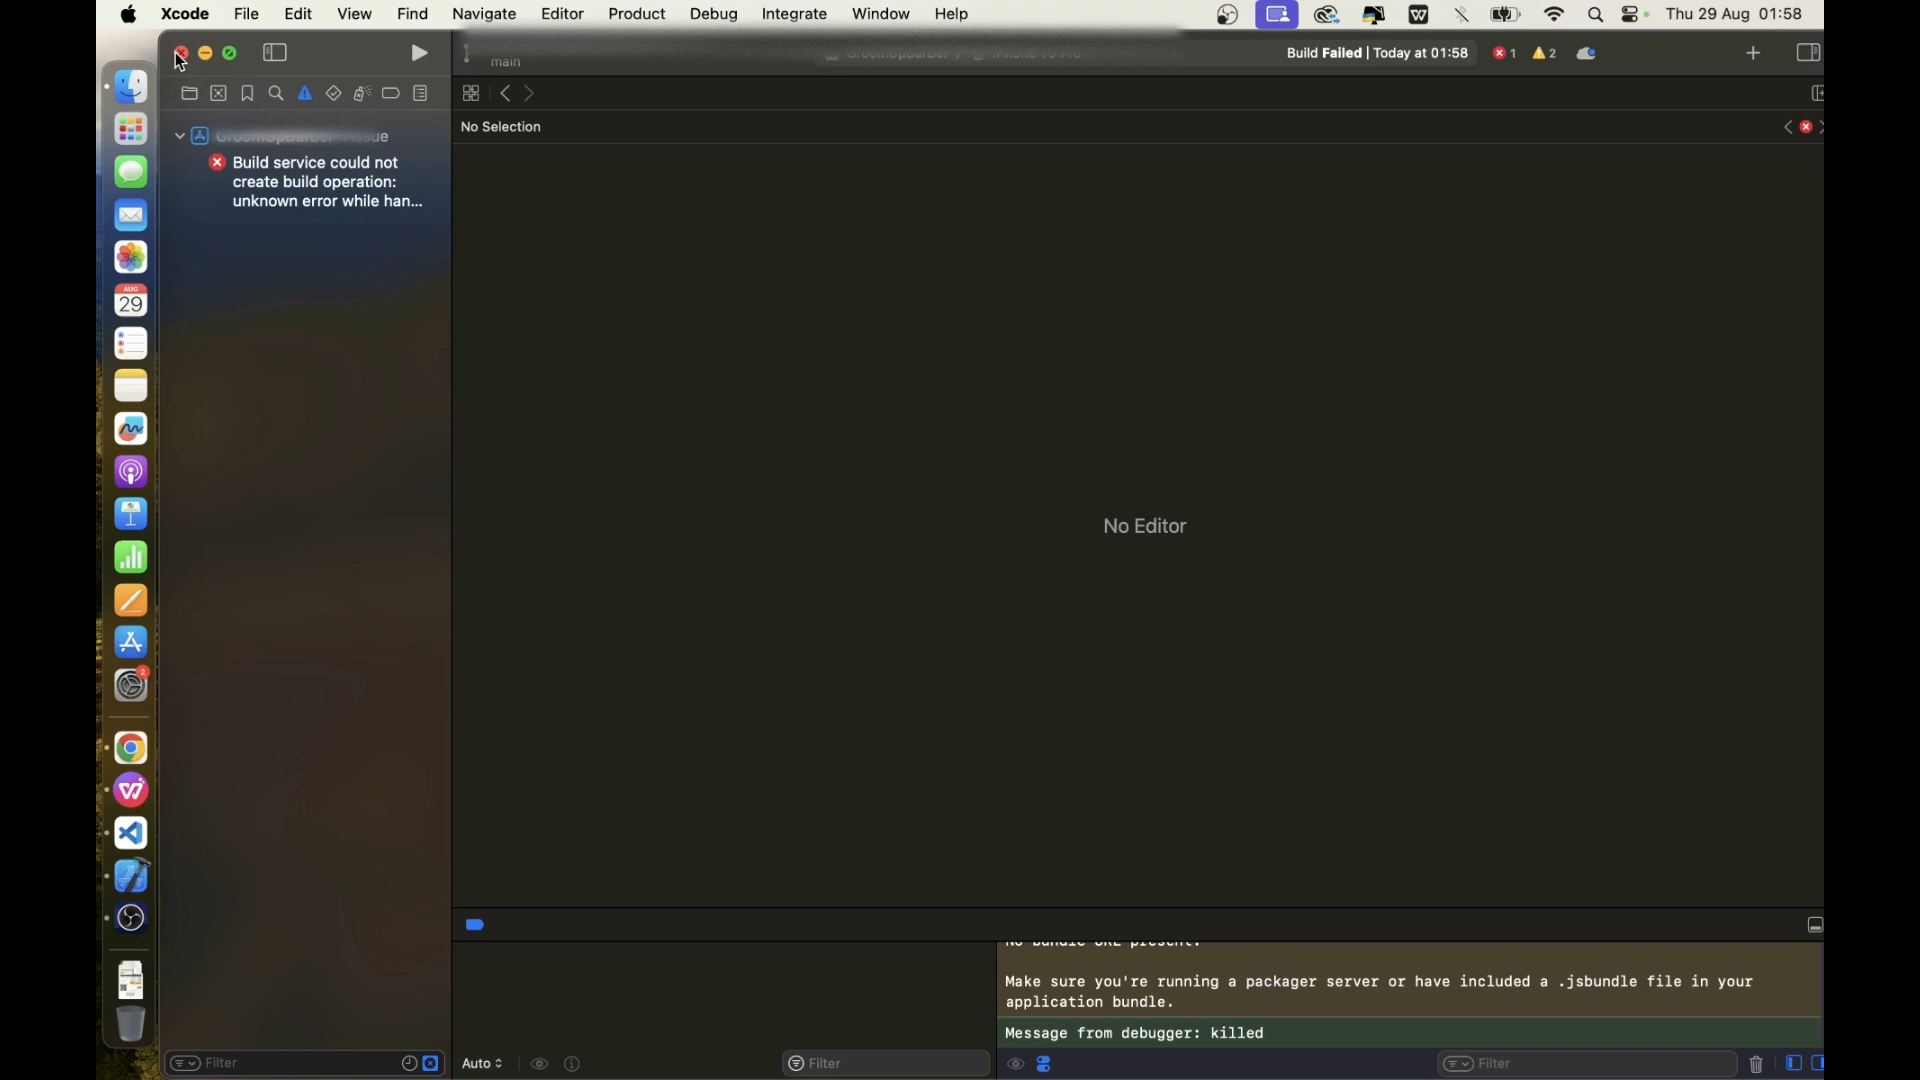 Xcode File Edit View Find Navigate Editor Product Debug Integrate Window Help Thu 29 Aug 01:58
main
Build Failed | Today at 01:58 1 2
No Selection
Build service could not
create build operation:
unknown error while han...
AUG
29
2
No Editor
Make sure you're running a packager server or have included a .jsbundle file in your
application bundle.
Message from debugger: killed
Filter
Auto
Filter
Filter